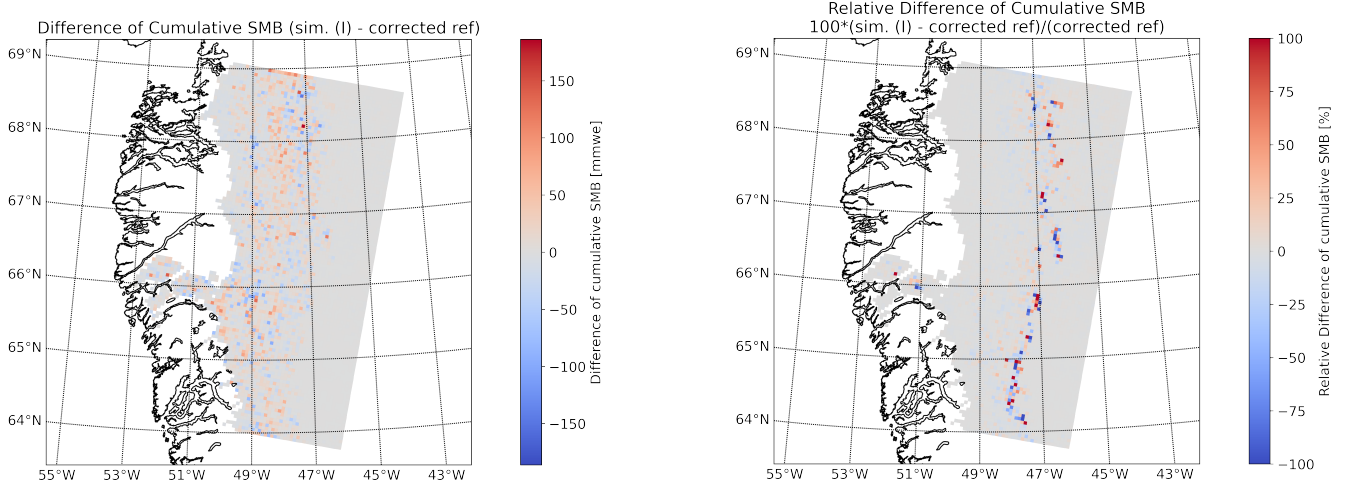 Difference of Cumulative SMB (sim. (I) - corrected ref)
69°N
68°N
67°N
66°N
65°N
64°N
55°W
53°W
51°W
49°W
47°W
45°W
43°W
150
100
50
0
−50
−100
−150
Difference of cumulative SMB [mmwe]
Relative Difference of Cumulative SMB
100*(sim. (I) - corrected ref)/(corrected ref)
69°N
68°N
67°N
66°N
65°N
64°N
55°W
53°W
51°W
49°W
47°W
45°W
43°W
100
75
50
25
0
−25
−50
−75
−100
Relative Difference of cumulative SMB [%]